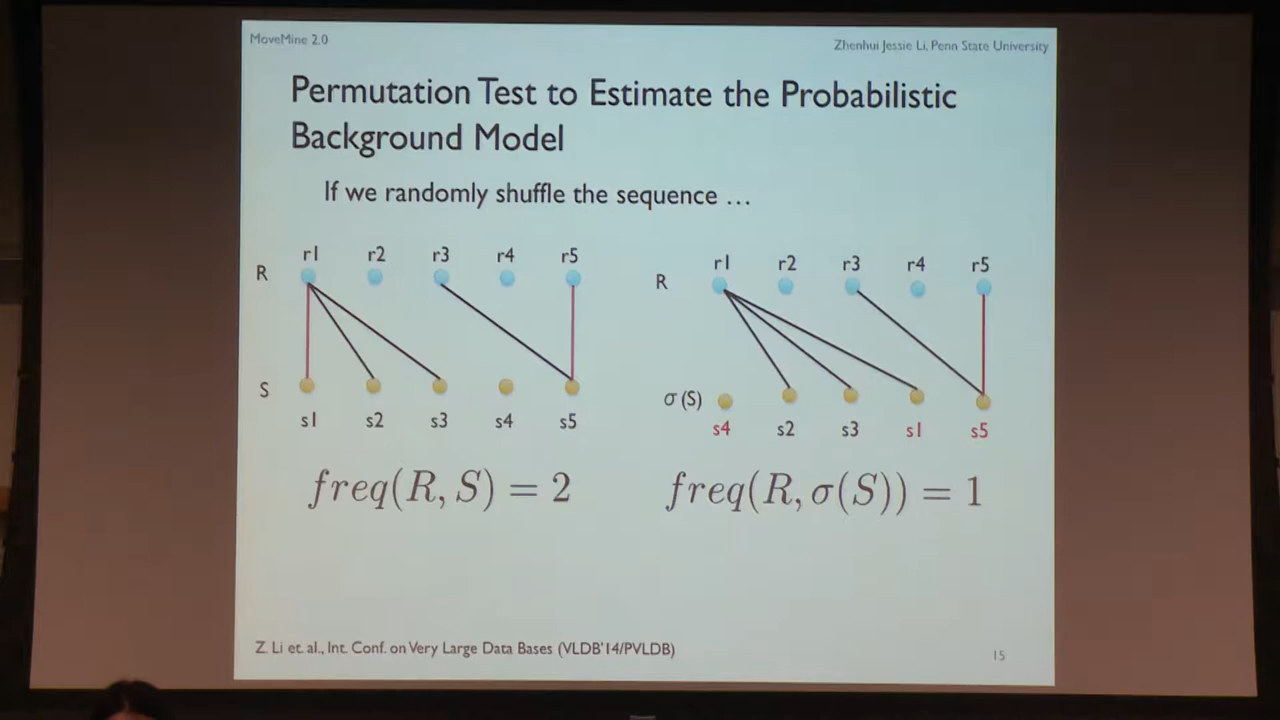 MoveMine 2.0
Zhenhui Jessie Li, Penn State University
Permutation Test to Estimate the Probabilistic
Background Model
If we randomly shuffle the sequence …
R r1 r2 r3 r4 r5
S
s1 s2 s3 s4 s5
freq(R, S) = 2
R r1 r2 r3 r4 r5
σ(S)
s4 s2 s3 s1 s5
freq(R, σ(S)) = 1
Z. Li et. al., Int. Conf. on Very Large Data Bases (VLDB'14/PVLDB)
15